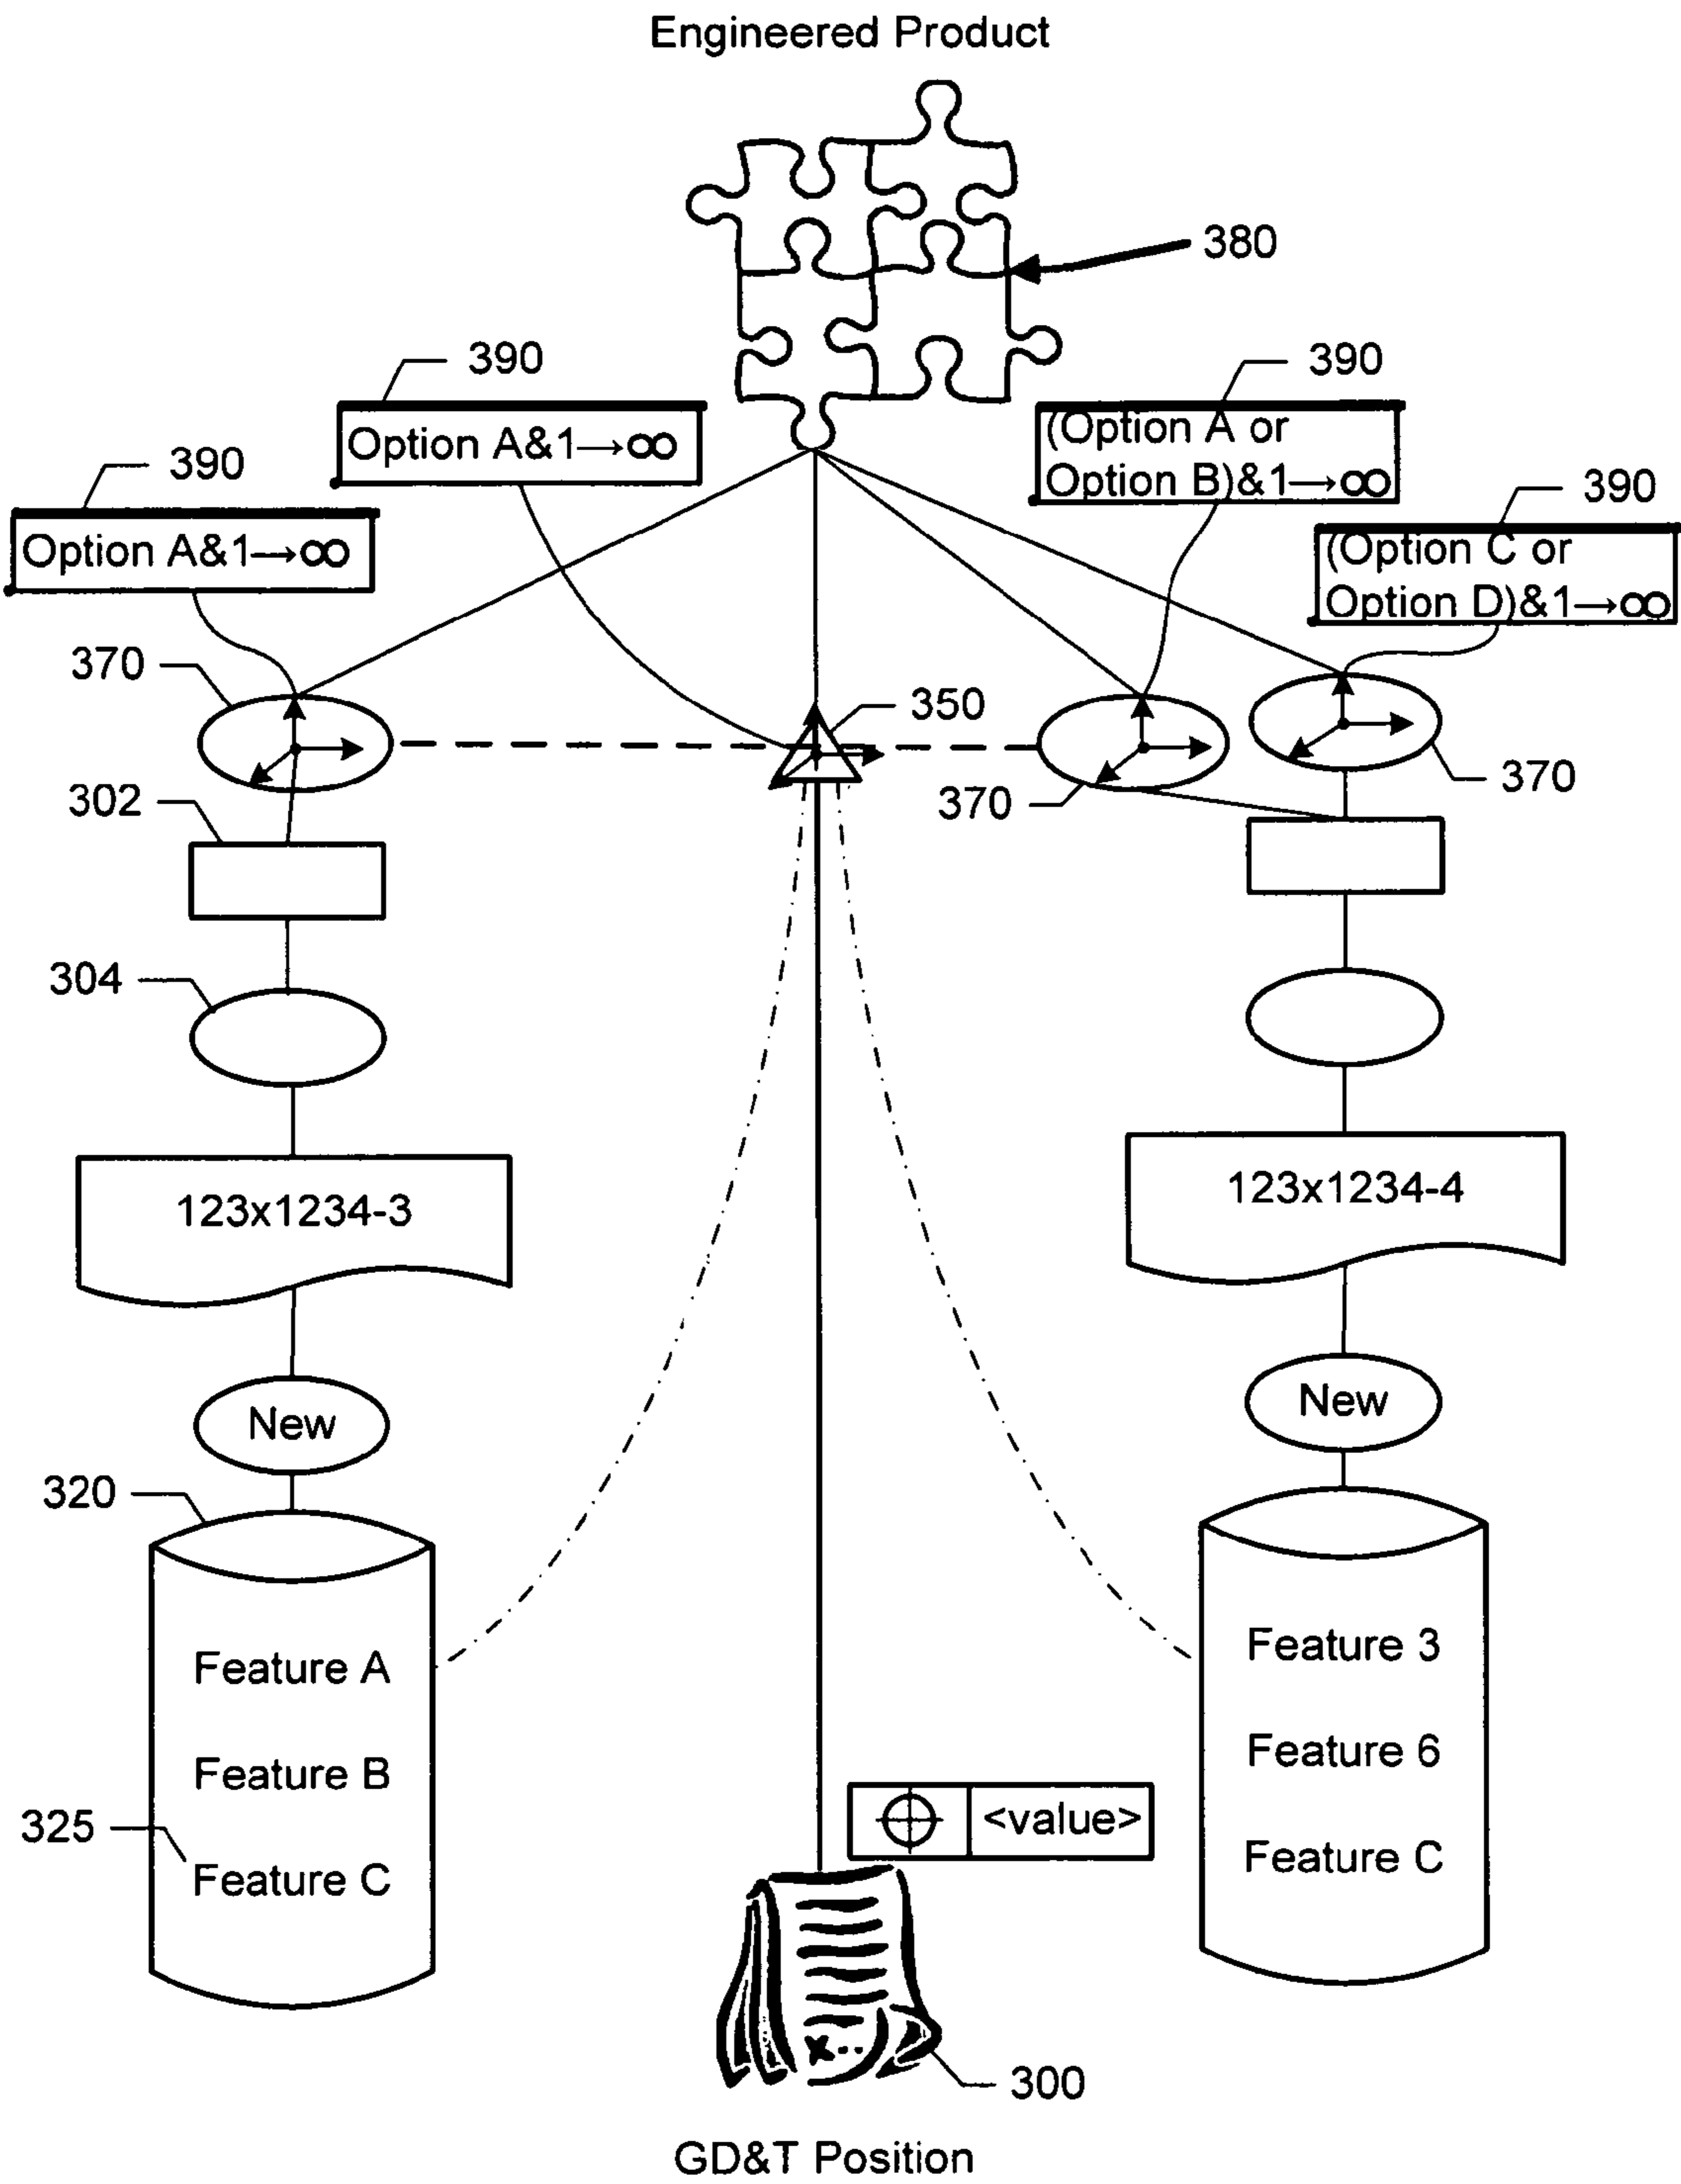 Engineered Product
380
390
390
Option A&1→∞
(Option A or
Option B)&1→∞
390
390
Option A&1→∞
(Option C or
Option D)&1→∞
370
350
370
370
302
304
123x1234-3
123x1234-4
New
New
320
Feature A
Feature B
325
Feature C
Feature 3
Feature 6
Feature C
<value>
x..
300
GD&T Position